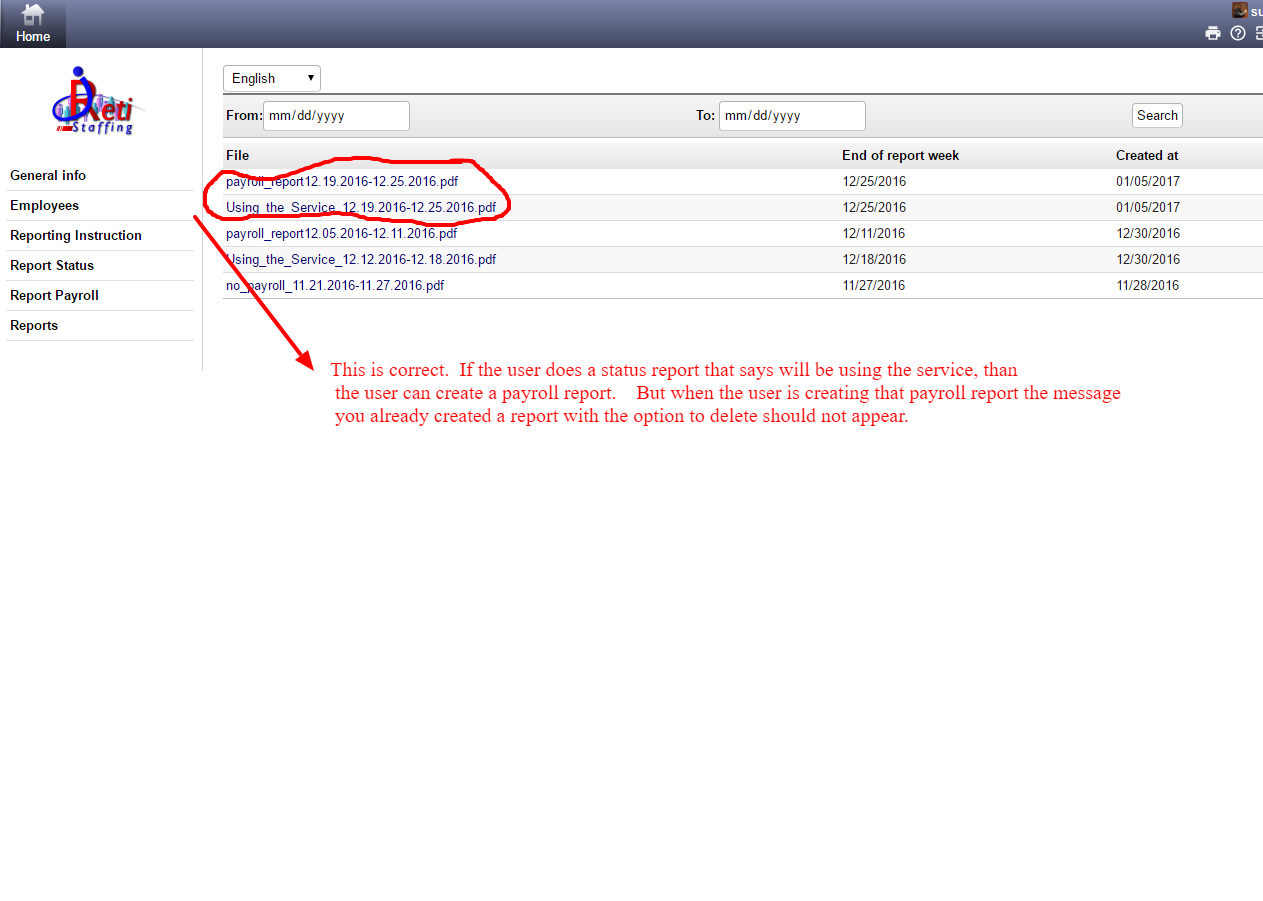 su
Home
Reti
Staffing
English
From: mm/dd/yyyy To: mm/dd/yyyy Search
File End of report week Created at
payroll_report12.19.2016-12.25.2016.pdf 12/25/2016 01/05/2017
Using_the_Service_12.19.2016-12.25.2016.pdf 12/25/2016 01/05/2017
payroll_report12.05.2016-12.11.2016.pdf 12/11/2016 12/30/2016
Using_the_Service_12.12.2016-12.18.2016.pdf 12/18/2016 12/30/2016
no_payroll_11.21.2016-11.27.2016.pdf 11/27/2016 11/28/2016
General info
Employees
Reporting Instruction
Report Status
Report Payroll
Reports
This is correct. If the user does a status report that says will be using the service, than
the user can create a payroll report. But when the user is creating that payroll report the message
you already created a report with the option to delete should not appear.